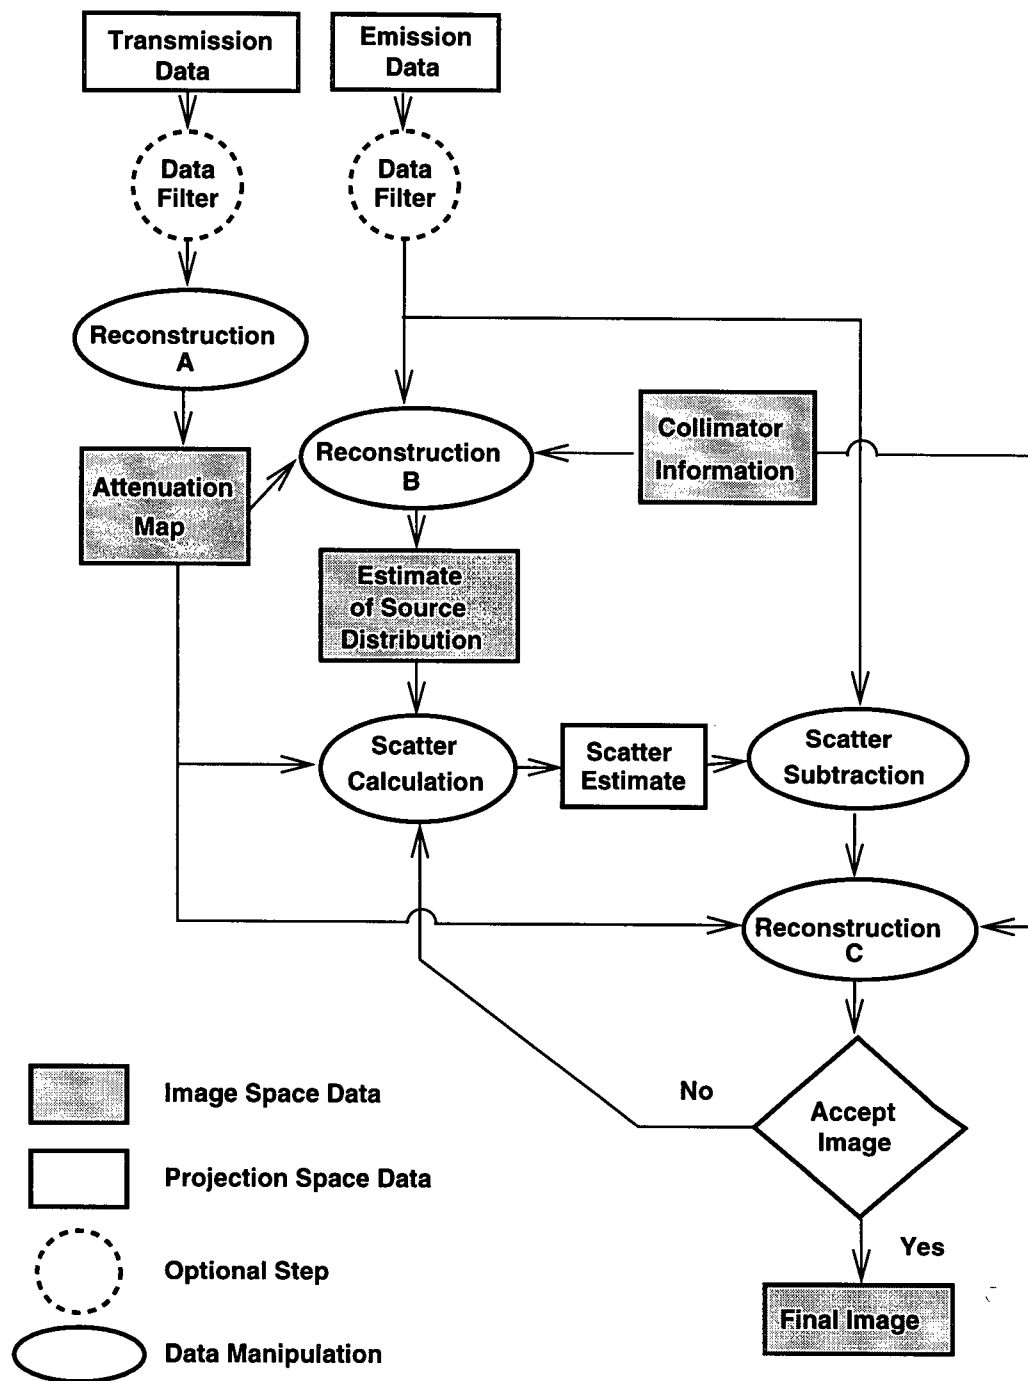 Transmission
Data
Emission
Data
Data
Filter
Data
Filter
Reconstruction
A
Attenuation
Map
Reconstruction
B
Collimator
Information
Estimate
of Source
Distribution
Scatter
Calculation
Scatter
Estimate
Scatter
Subtraction
Reconstruction
C
Accept
Image
No
Yes
Final Image
Image Space Data
Projection Space Data
Optional Step
Data Manipulation